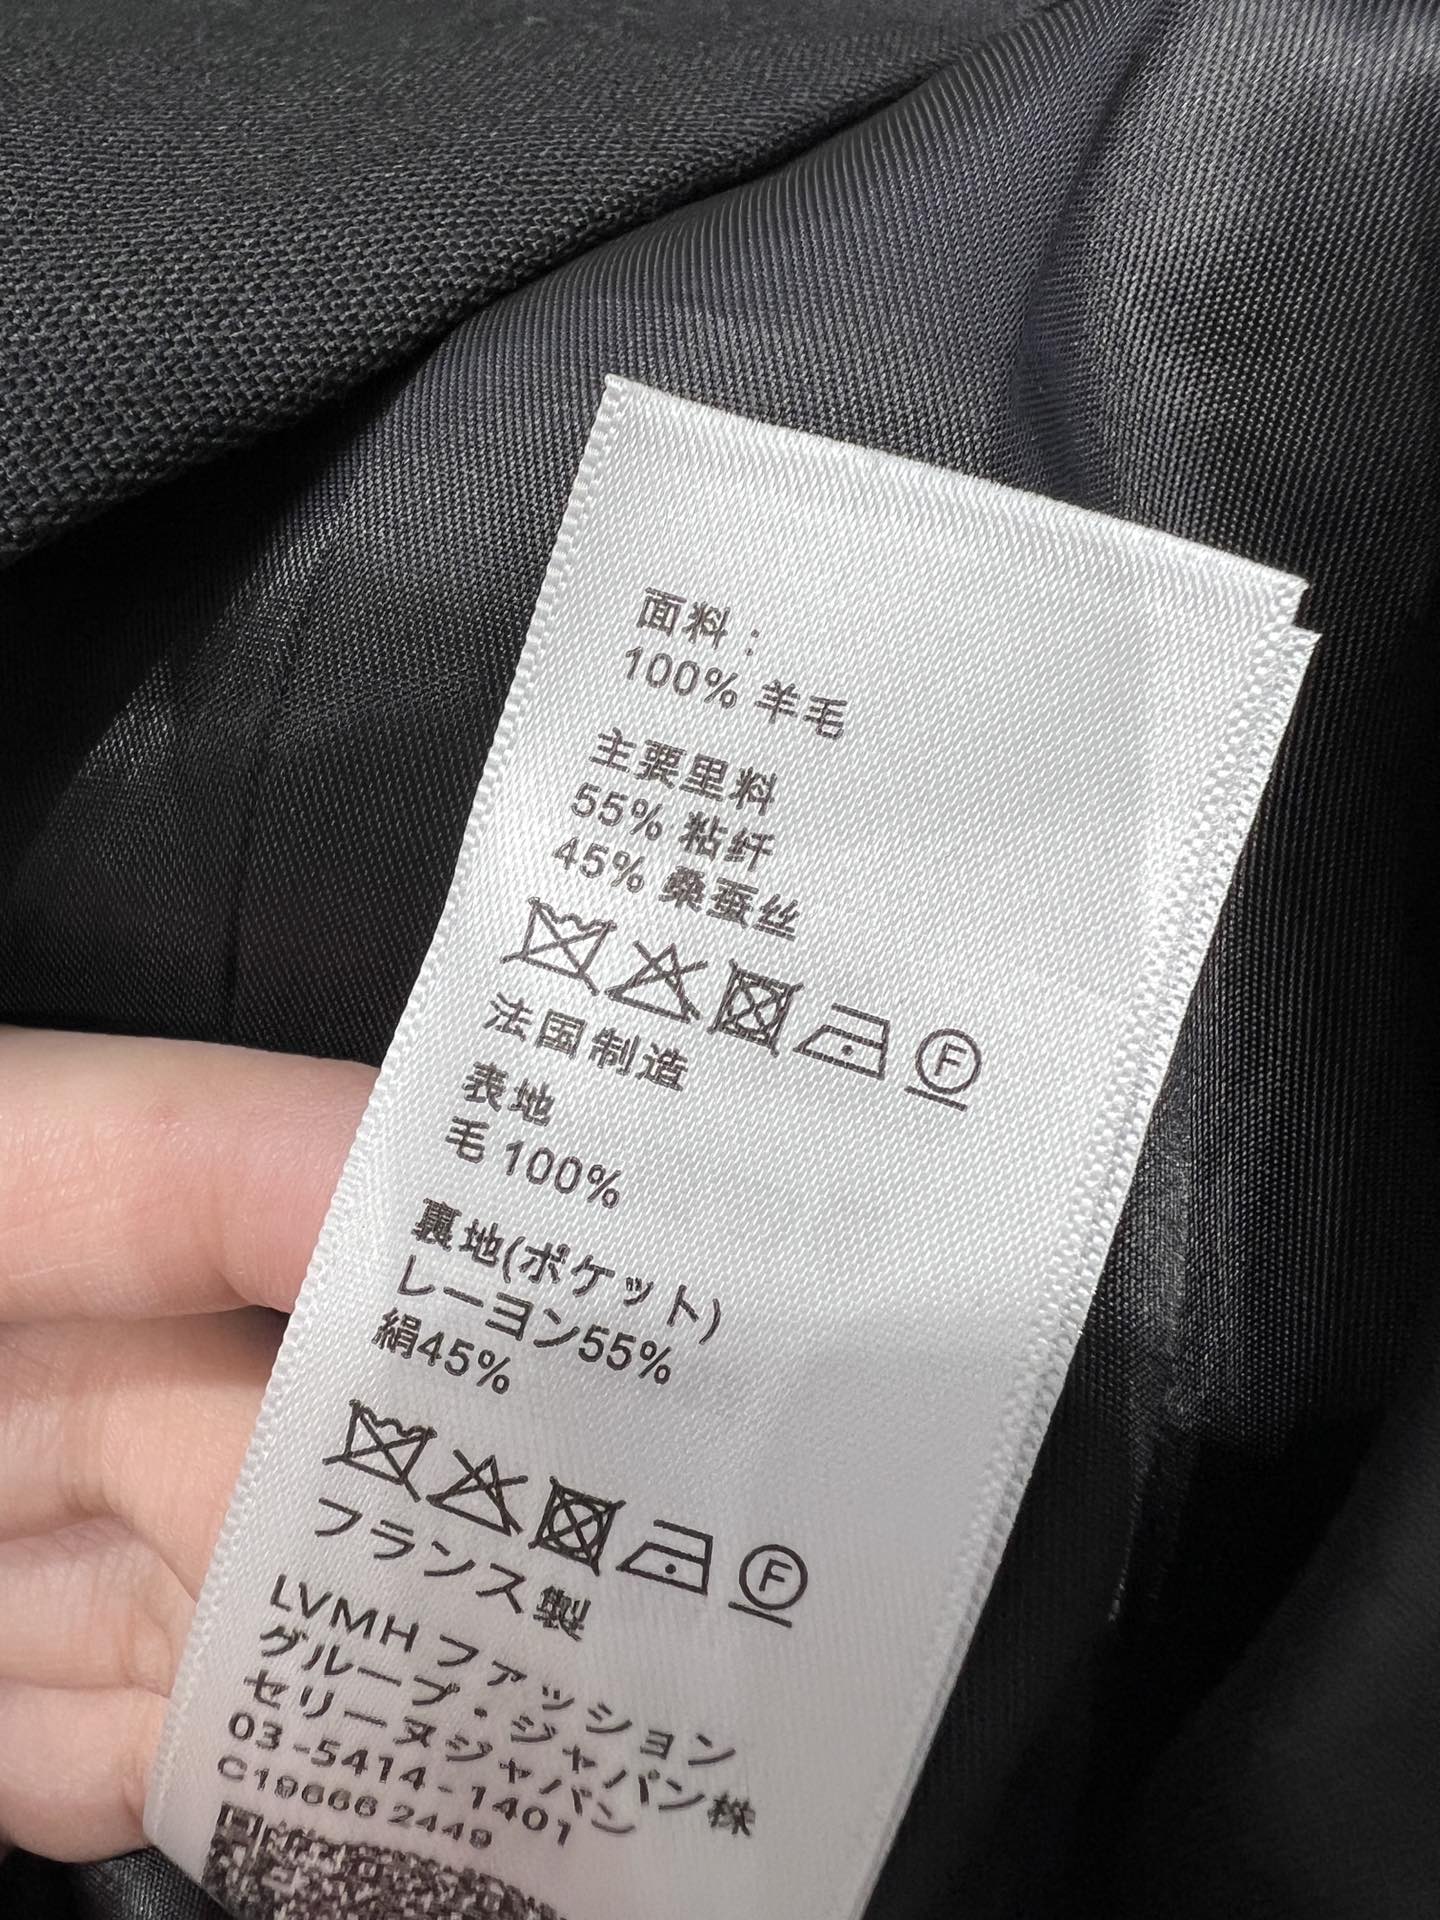 面料：
100% 羊毛
主要里料
55% 粘纤
45% 桑蚕丝
F
法国制造
表地
毛 100%
裏地(ポケット)
レーヨン55%
絹45%
F
フランス製
LVMH ファッション
グループ・ジャパン株
セリーヌジャパン
03-5414-1401
C19666 2449